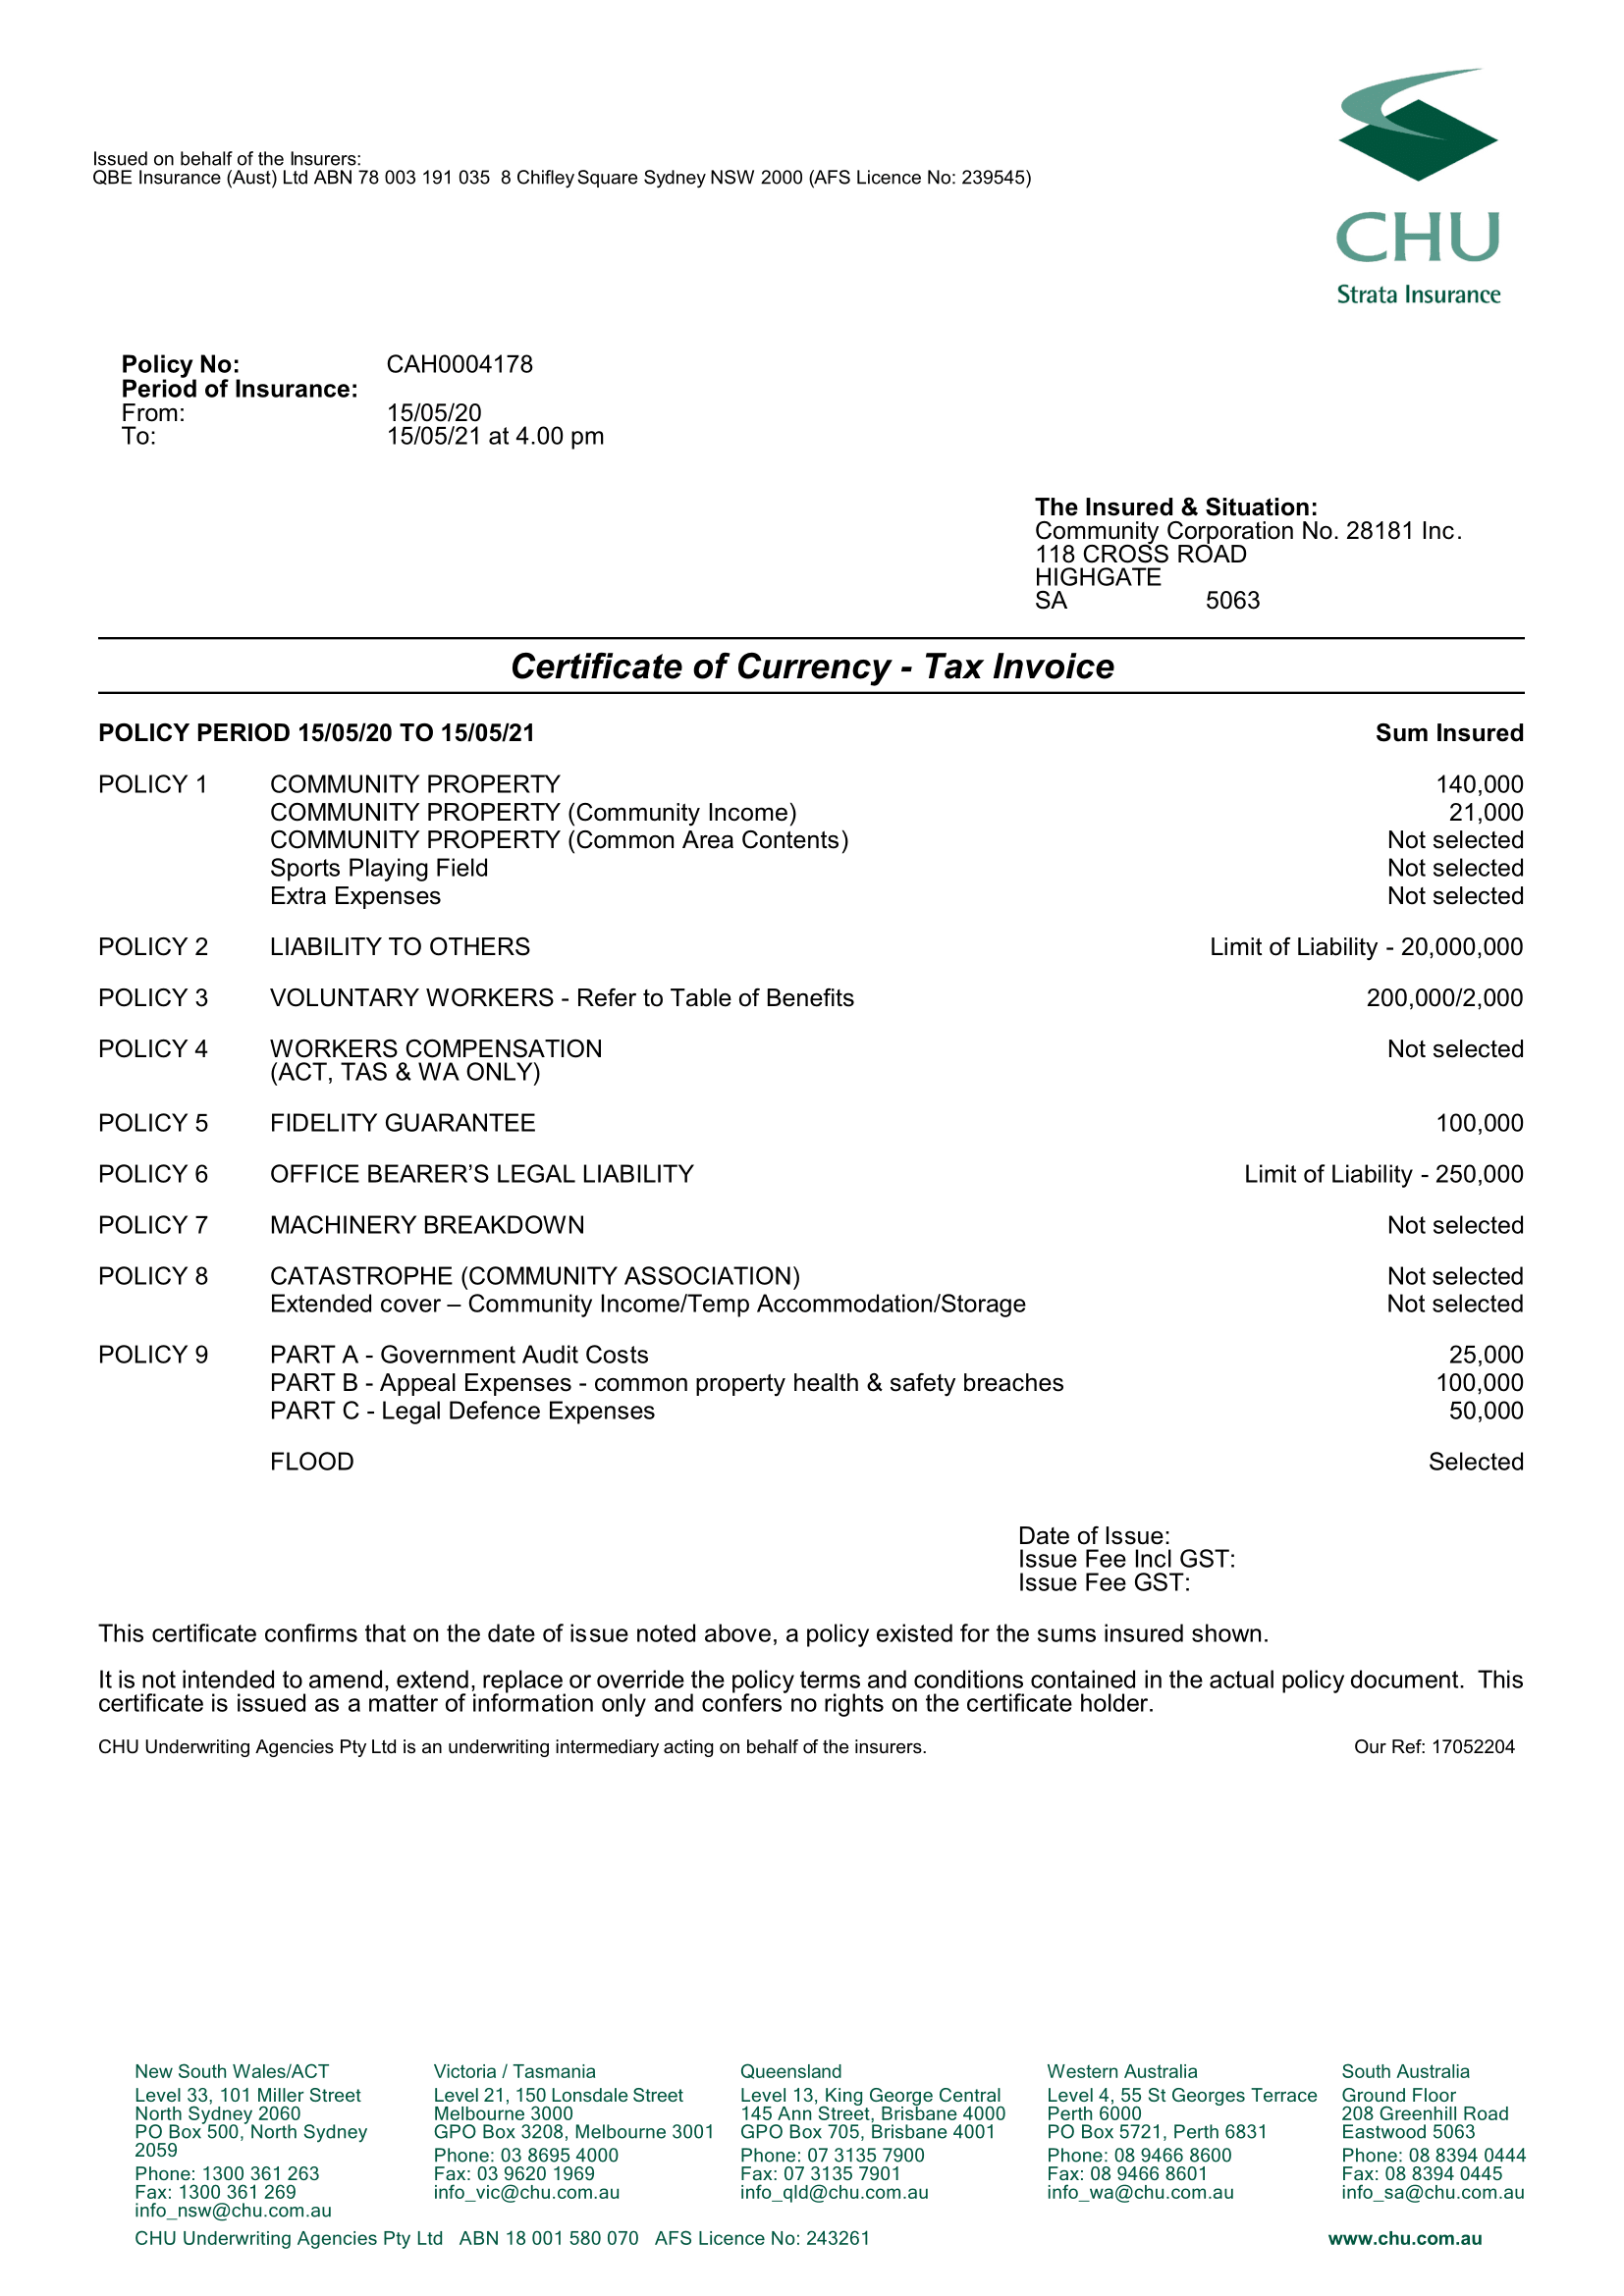 Issued on behalf of the Insurers:
QBE Insurance (Aust) Ltd ABN 78 003 191 035 8 Chifley Square Sydney NSW 2000 (AFS Licence No: 239545)
CHU
Strata Insurance
Policy No: CAH0004178
Period of Insurance:
From: 15/05/20
To: 15/05/21 at 4.00 pm
The Insured & Situation:
Community Corporation No. 28181 Inc.
118 CROSS ROAD
HIGHGATE
SA 5063
Certificate of Currency - Tax Invoice
POLICY PERIOD 15/05/20 TO 15/05/21 Sum Insured
POLICY 1 COMMUNITY PROPERTY 140,000
COMMUNITY PROPERTY (Community Income) 21,000
COMMUNITY PROPERTY (Common Area Contents) Not selected
Sports Playing Field Not selected
Extra Expenses Not selected
POLICY 2 LIABILITY TO OTHERS Limit of Liability - 20,000,000
POLICY 3 VOLUNTARY WORKERS - Refer to Table of Benefits 200,000/2,000
POLICY 4 WORKERS COMPENSATION Not selected
(ACT, TAS & WA ONLY)
POLICY 5 FIDELITY GUARANTEE 100,000
POLICY 6 OFFICE BEARER’S LEGAL LIABILITY Limit of Liability - 250,000
POLICY 7 MACHINERY BREAKDOWN Not selected
POLICY 8 CATASTROPHE (COMMUNITY ASSOCIATION) Not selected
Extended cover – Community Income/Temp Accommodation/Storage Not selected
POLICY 9 PART A - Government Audit Costs 25,000
PART B - Appeal Expenses - common property health & safety breaches 100,000
PART C - Legal Defence Expenses 50,000
FLOOD Selected
Date of Issue:
Issue Fee Incl GST:
Issue Fee GST:
This certificate confirms that on the date of issue noted above, a policy existed for the sums insured shown.
It is not intended to amend, extend, replace or override the policy terms and conditions contained in the actual policy document. This
certificate is issued as a matter of information only and confers no rights on the certificate holder.
CHU Underwriting Agencies Pty Ltd is an underwriting intermediary acting on behalf of the insurers. Our Ref: 17052204
New South Wales/ACT
Level 33, 101 Miller Street
North Sydney 2060
PO Box 500, North Sydney
2059
Phone: 1300 361 263
Fax: 1300 361 269
info_nsw@chu.com.au
Victoria / Tasmania
Level 21, 150 Lonsdale Street
Melbourne 3000
GPO Box 3208, Melbourne 3001
Phone: 03 8695 4000
Fax: 03 9620 1969
info_vic@chu.com.au
Queensland
Level 13, King George Central
145 Ann Street, Brisbane 4000
GPO Box 705, Brisbane 4001
Phone: 07 3135 7900
Fax: 07 3135 7901
info_qld@chu.com.au
Western Australia
Level 4, 55 St Georges Terrace
Perth 6000
PO Box 5721, Perth 6831
Phone: 08 9466 8600
Fax: 08 9466 8601
info_wa@chu.com.au
South Australia
Ground Floor
208 Greenhill Road
Eastwood 5063
Phone: 08 8394 0444
Fax: 08 8394 0445
info_sa@chu.com.au
CHU Underwriting Agencies Pty Ltd ABN 18 001 580 070 AFS Licence No: 243261 www.chu.com.au